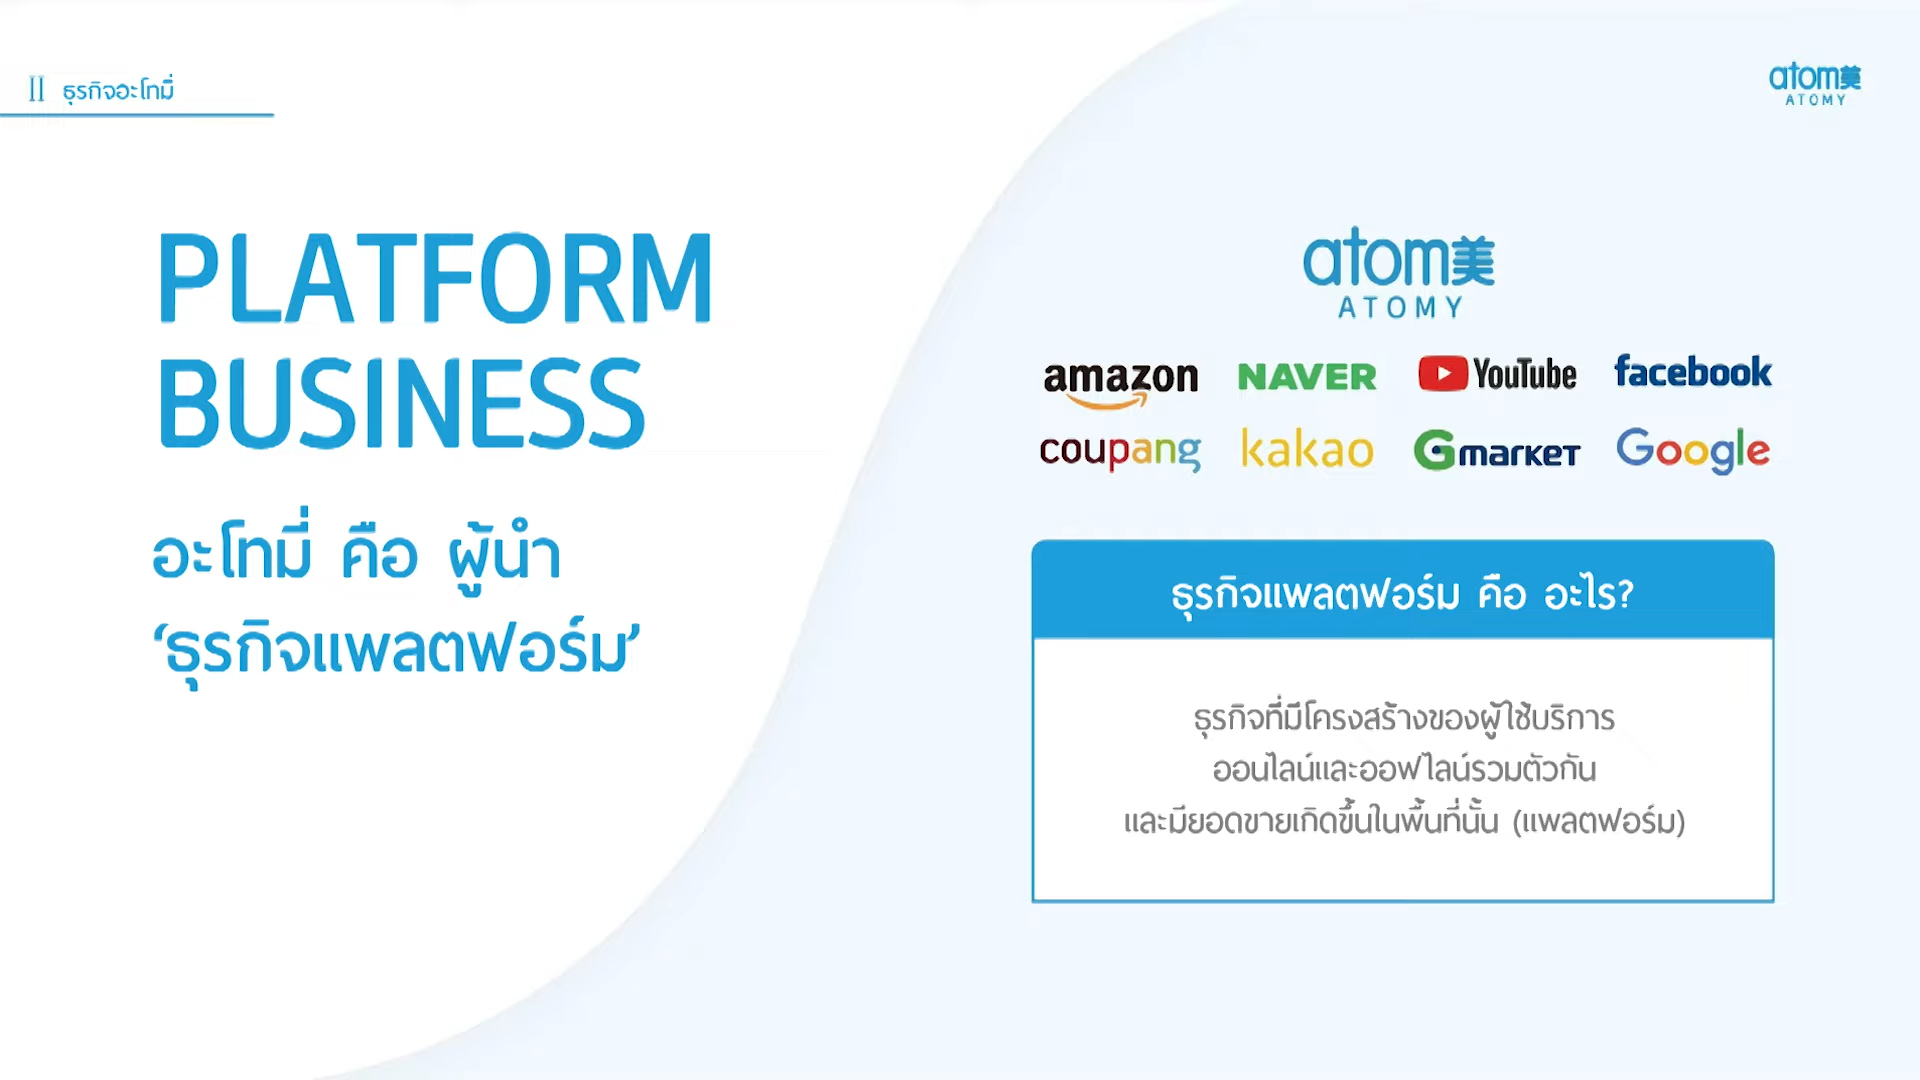 II ธุรกิจอะโทมี่
atom美
ATOMY
PLATFORM
BUSINESS
อะโทมี่ คือ ผู้นำ
‘ธุรกิจแพลตฟอร์ม’
atom美
ATOMY
amazon NAVER YouTube facebook
coupang kakao Gmarket Google
ธุรกิจแพลตฟอร์ม คือ อะไร?
ธุรกิจที่มีโครงสร้างของผู้ใช้บริการ
ออนไลน์และออฟไลน์รวมตัวกัน
และมียอดขายเกิดขึ้นในพื้นที่นั้น (แพลตฟอร์ม)